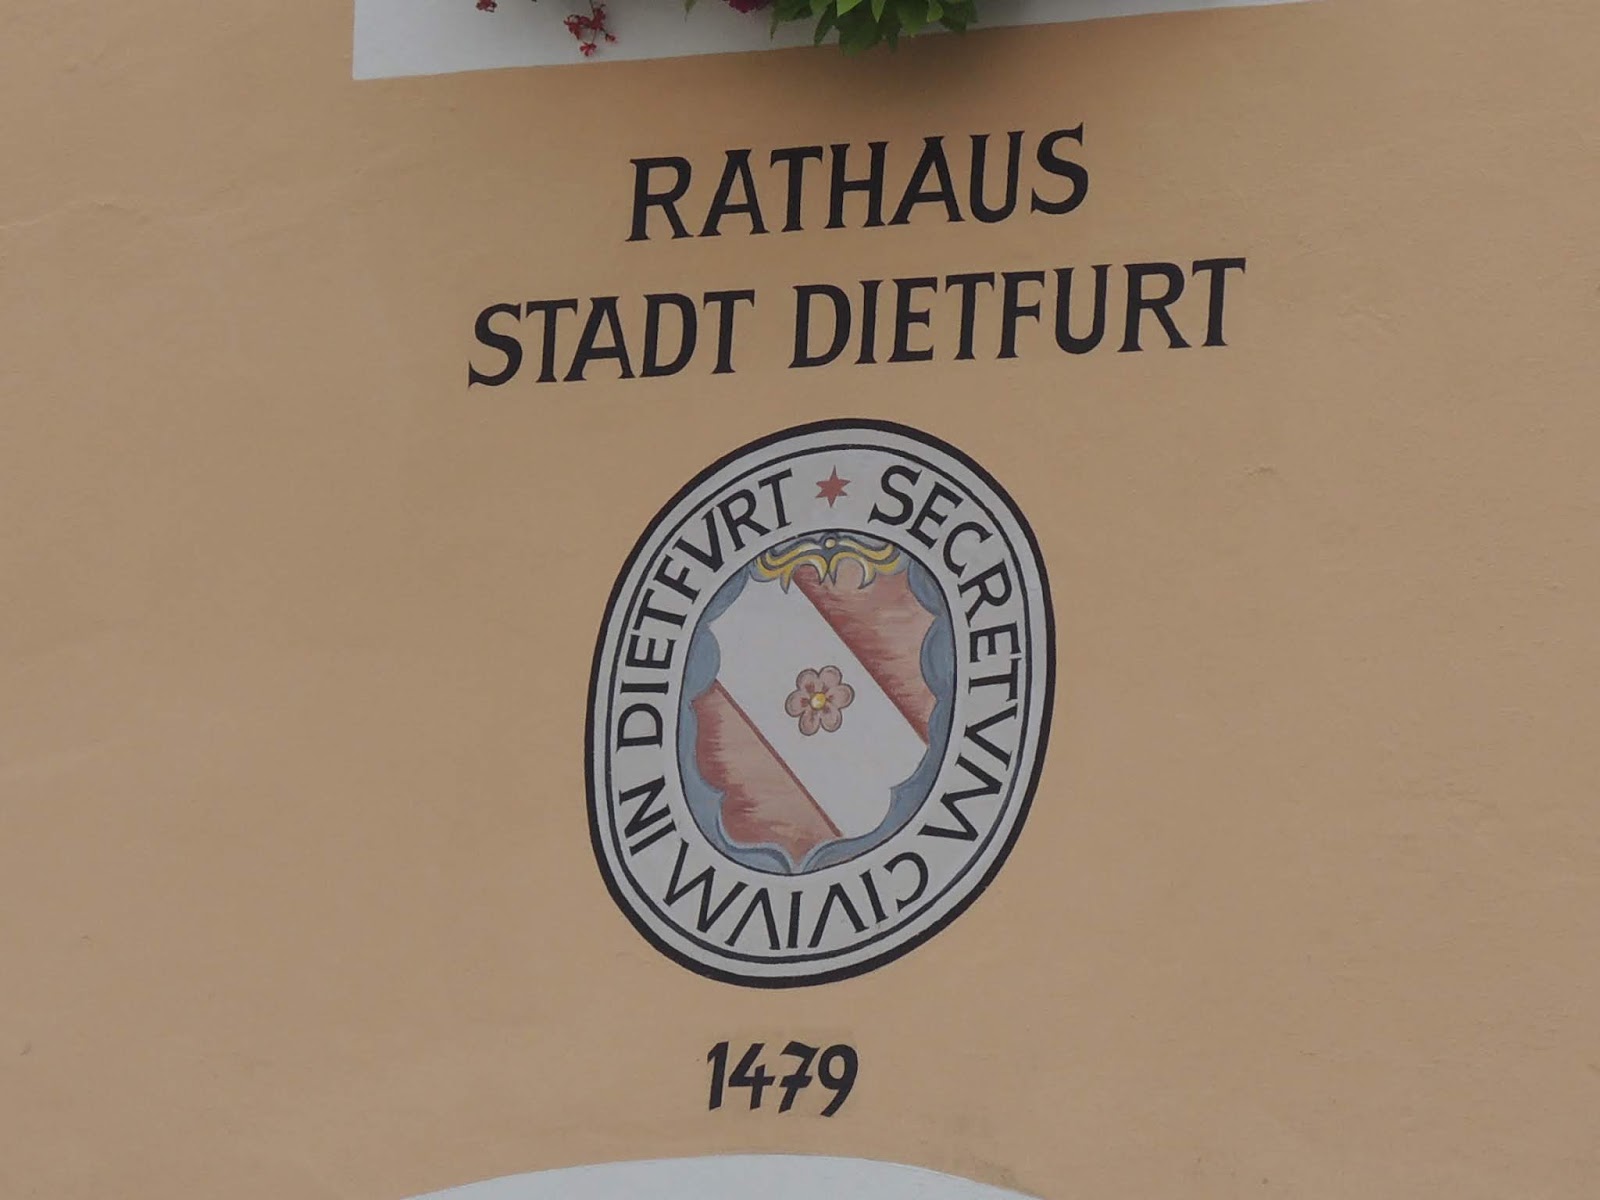 RATHAUS
STADT DIETFURT
SECRETVM CIVIVM IN DIETFVRT
1479